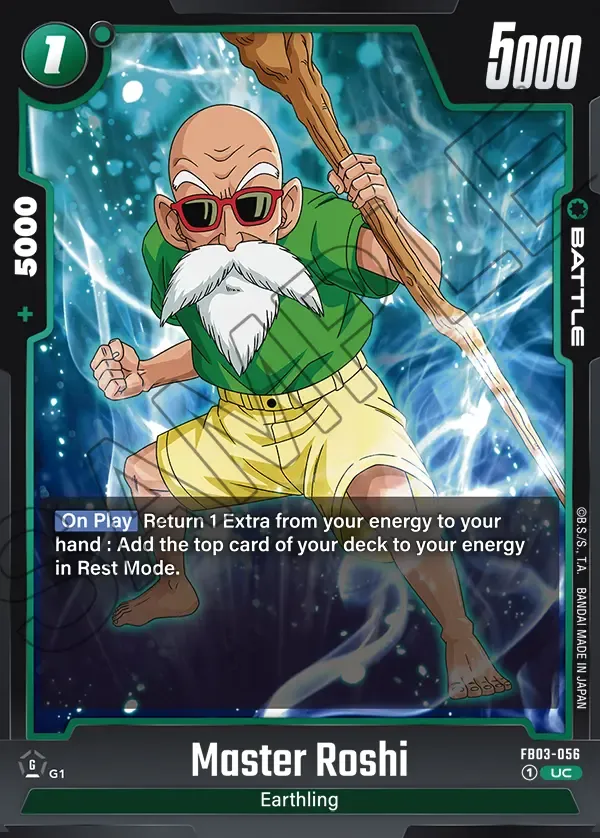 1
5000
+ 5000
BATTLE
SAMPLE
On Play Return 1 Extra from your energy to your
hand : Add the top card of your deck to your energy
in Rest Mode.
©B.S./S., T.A. BANDAI MADE IN JAPAN
Master Roshi
G
G1
FB03-056
1 UC
Earthling